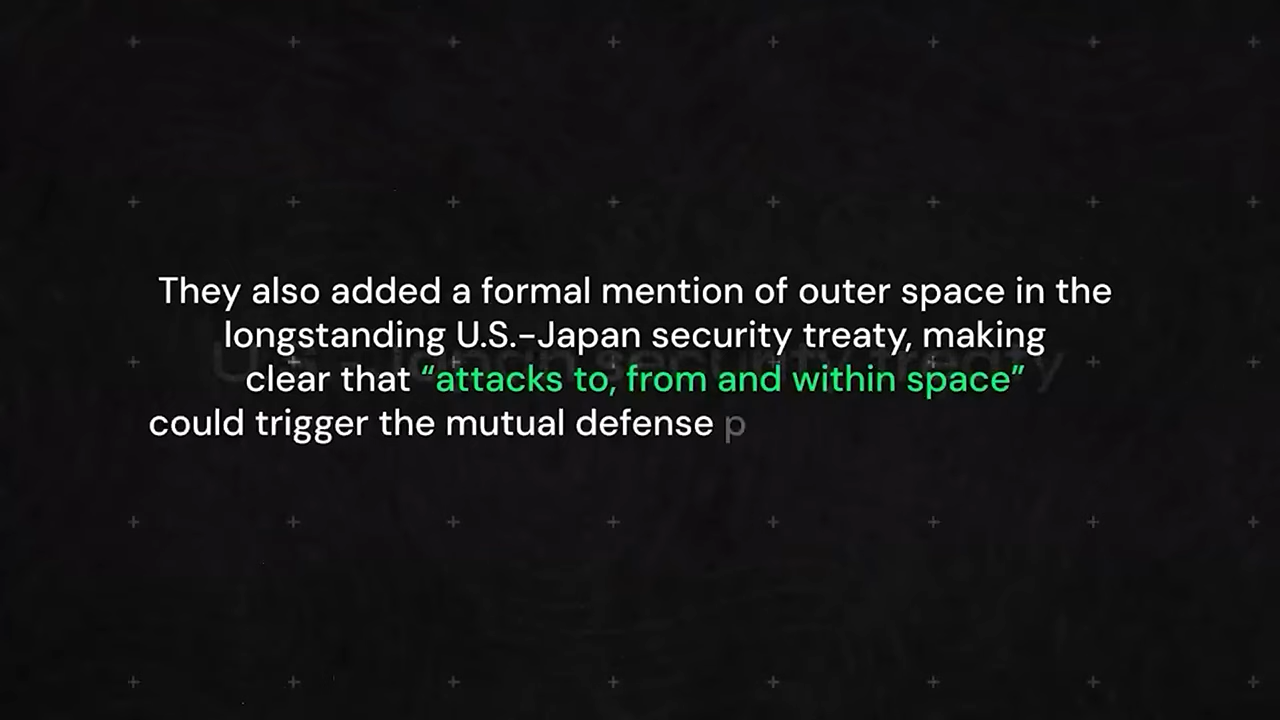 They also added a formal mention of outer space in the
longstanding U.S.–Japan security treaty, making
clear that “attacks to, from and within space”
could trigger the mutual defense p